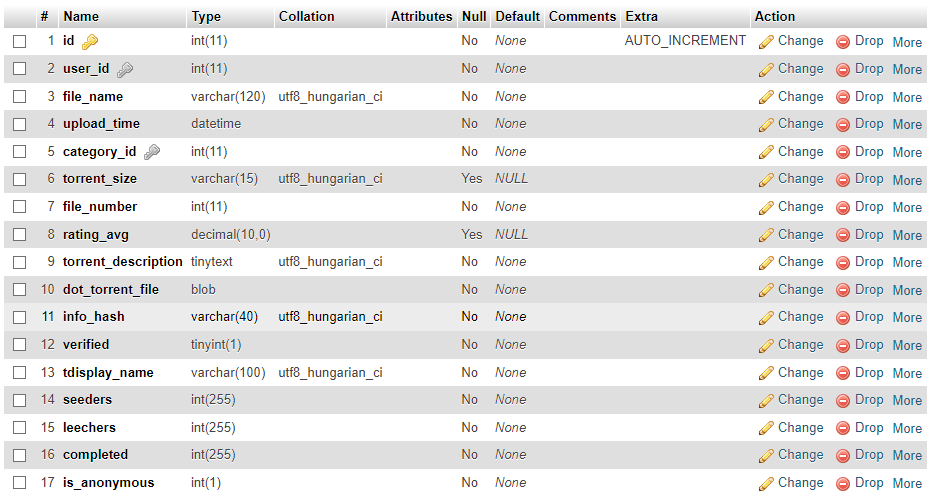 # Name Type Collation Attributes Null Default Comments Extra Action
1 id int(11) No None AUTO_INCREMENT Change Drop More
2 user_id int(11) No None Change Drop More
3 file_name varchar(120) utf8_hungarian_ci No None Change Drop More
4 upload_time datetime No None Change Drop More
5 category_id int(11) No None Change Drop More
6 torrent_size varchar(15) utf8_hungarian_ci Yes NULL Change Drop More
7 file_number int(11) No None Change Drop More
8 rating_avg decimal(10,0) Yes NULL Change Drop More
9 torrent_description tinytext utf8_hungarian_ci No None Change Drop More
10 dot_torrent_file blob No None Change Drop More
11 info_hash varchar(40) utf8_hungarian_ci No None Change Drop More
12 verified tinyint(1) No None Change Drop More
13 tdisplay_name varchar(100) utf8_hungarian_ci No None Change Drop More
14 seeders int(255) No None Change Drop More
15 leechers int(255) No None Change Drop More
16 completed int(255) No None Change Drop More
17 is_anonymous int(1) No None Change Drop More